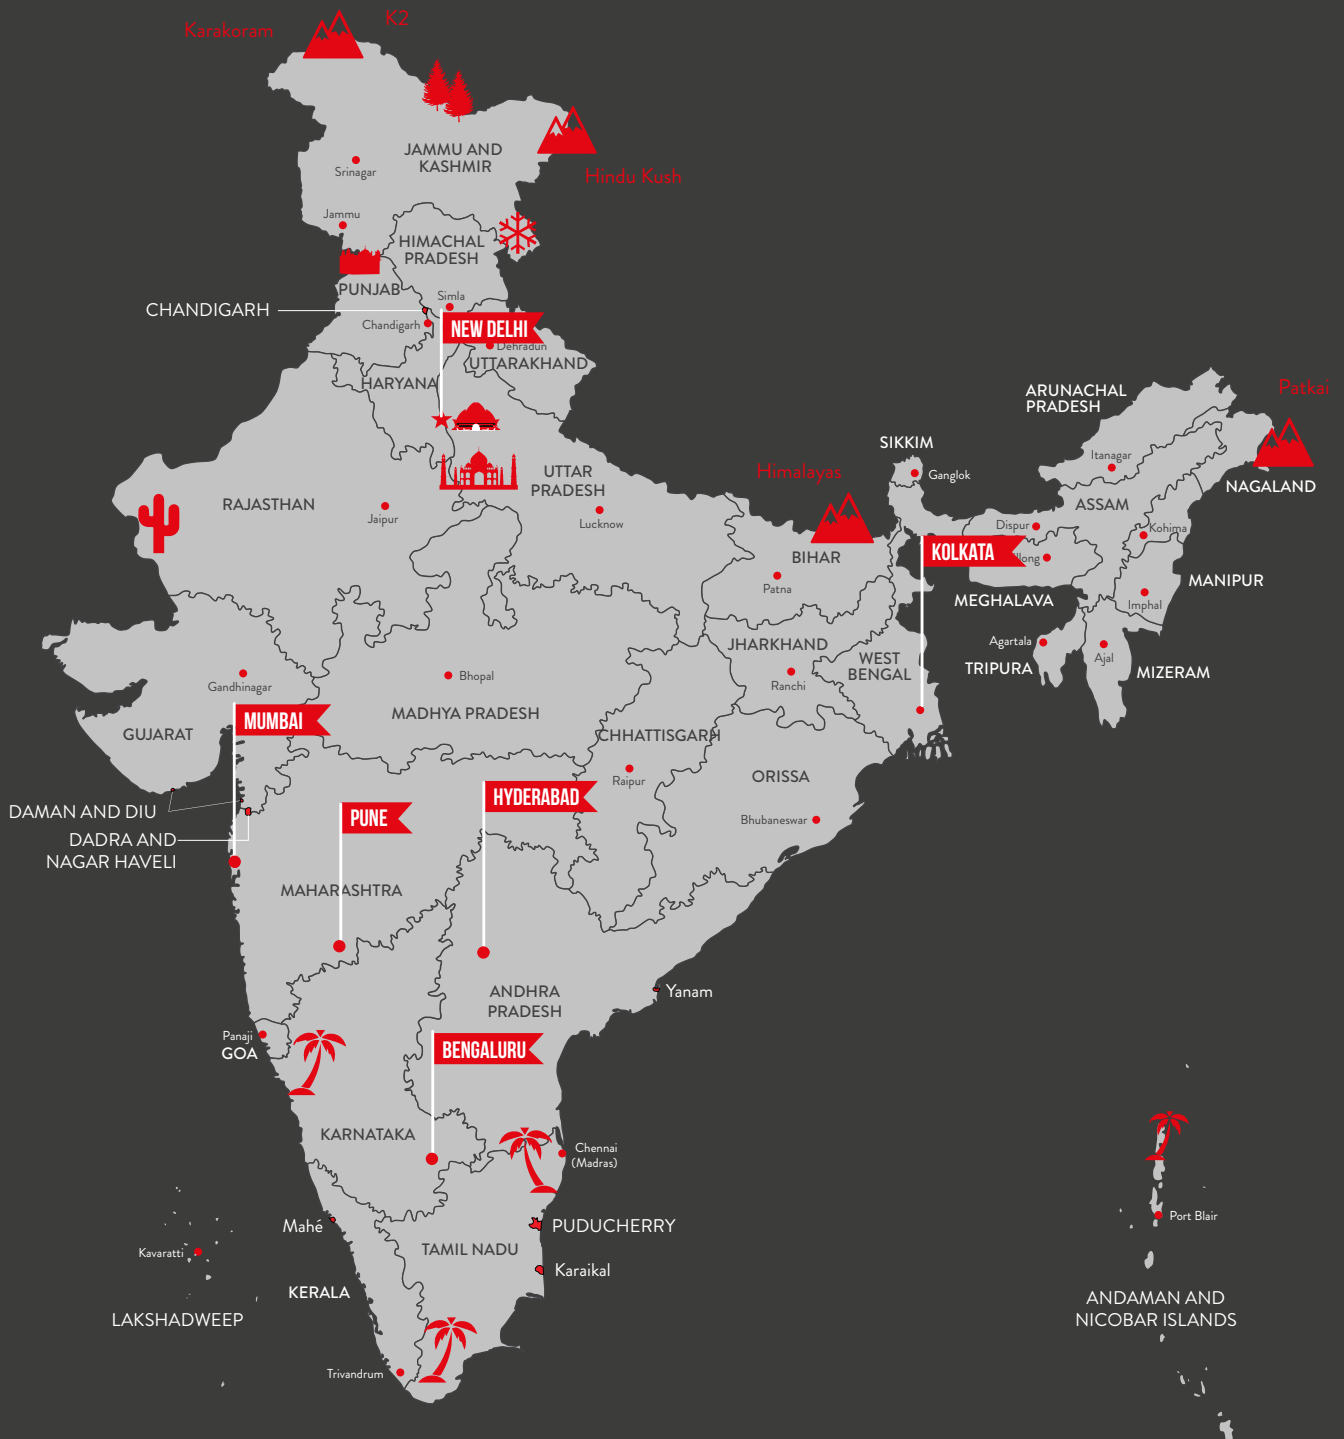 K2
Karakoram
JAMMU AND
KASHMIR
Srinagar
Hindu Kush
Jammu
HIMACHAL
PRADESH
PUNJAB
Simla
CHANDIGARH
Chandigarh
NEW DELHI
Dehradun
UTTARAKHAND
HARYANA
ARUNACHAL
PRADESH
Patkai
SIKKIM
Itanagar
Himalayas
Ganglok
NAGALAND
UTTAR
PRADESH
RAJASTHAN
ASSAM
Jaipur
Lucknow
Dispur
Kohima
KOLKATA
llong
BIHAR
MANIPUR
Patna
MEGHALAVA
Imphal
JHARKHAND
Agartala
WEST
BENGAL
Ajal
TRIPURA
MIZERAM
Bhopal
Gandhinagar
Ranchi
MADHYA PRADESH
MUMBAI
GUJARAT
CHHATTISGARH
Raipur
ORISSA
HYDERABAD
DAMAN AND DIU
PUNE
Bhubaneswar
DADRA AND
NAGAR HAVELI
MAHARASHTRA
ANDHRA
PRADESH
Yanam
Panaji
GOA
BENGALURU
KARNATAKA
Chennai
(Madras)
Mahé
PUDUCHERRY
Port Blair
TAMIL NADU
Kavaratti
Karaikal
KERALA
ANDAMAN AND
NICOBAR ISLANDS
LAKSHADWEEP
Trivandrum